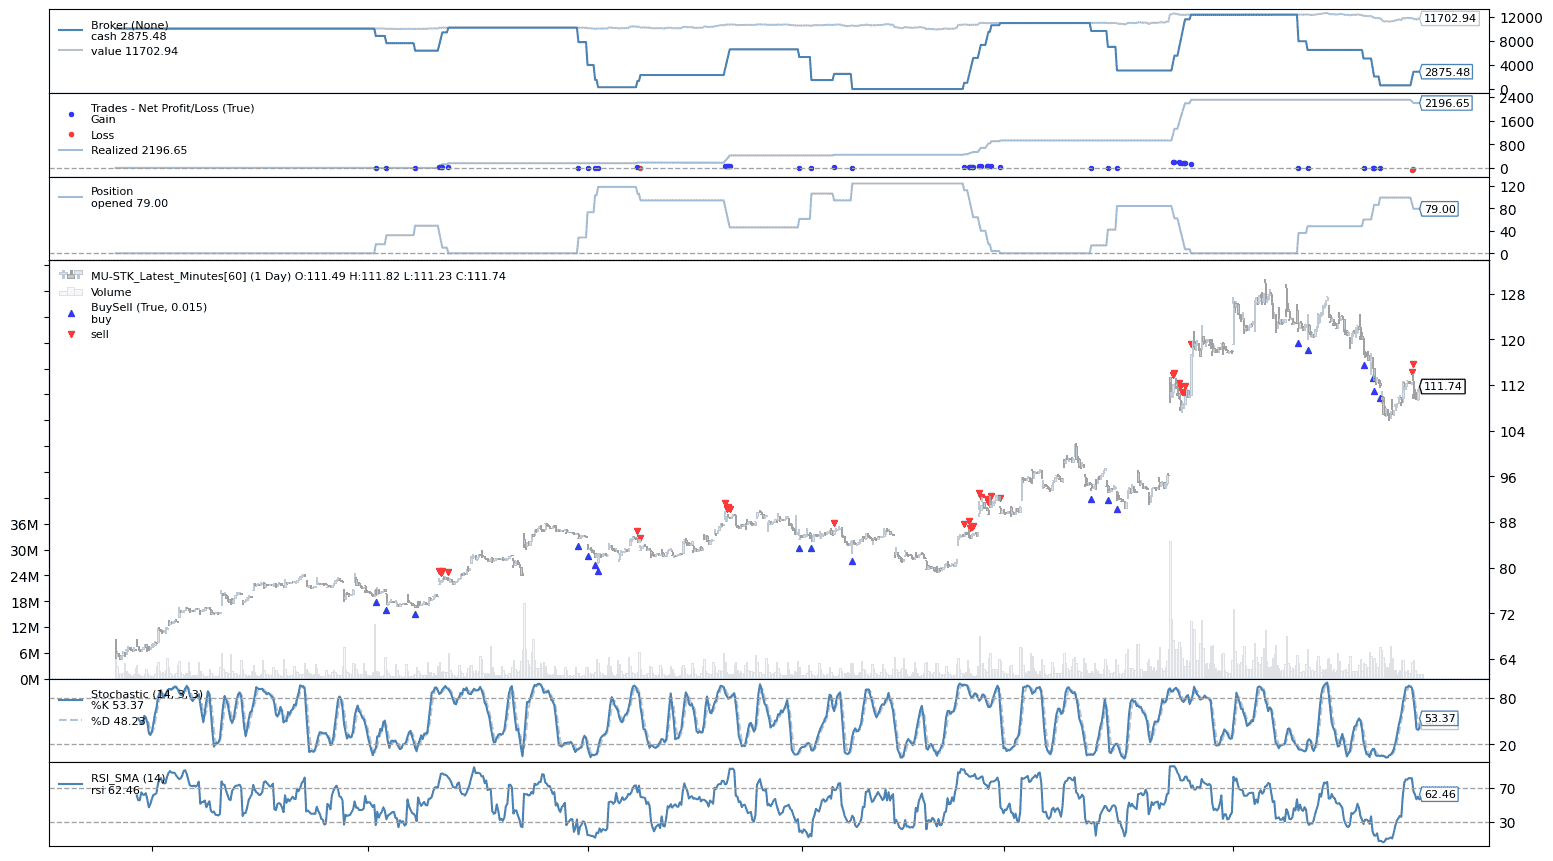 Broker (None)
cash 2875.48
value 11702.94
11702.94
2875.48
12000
8000
4000
0
Trades - Net Profit/Loss (True)
Gain
Loss
Realized 2196.65
2196.65
2400
1600
800
0
Position
opened 79.00
79.00
120
80
40
0
MU-STK_Latest_Minutes[60] (1 Day) O:111.49 H:111.82 L:111.23 C:111.74
Volume
BuySell (True, 0.015)
buy
sell
111.74
128
120
112
104
96
88
80
72
64
36M
30M
24M
18M
12M
6M
0M
Stochastic (14, 3, 3)
%K 53.37
%D 48.23
53.37
80
20
RSI_SMA (14)
rsi 62.46
62.46
70
30